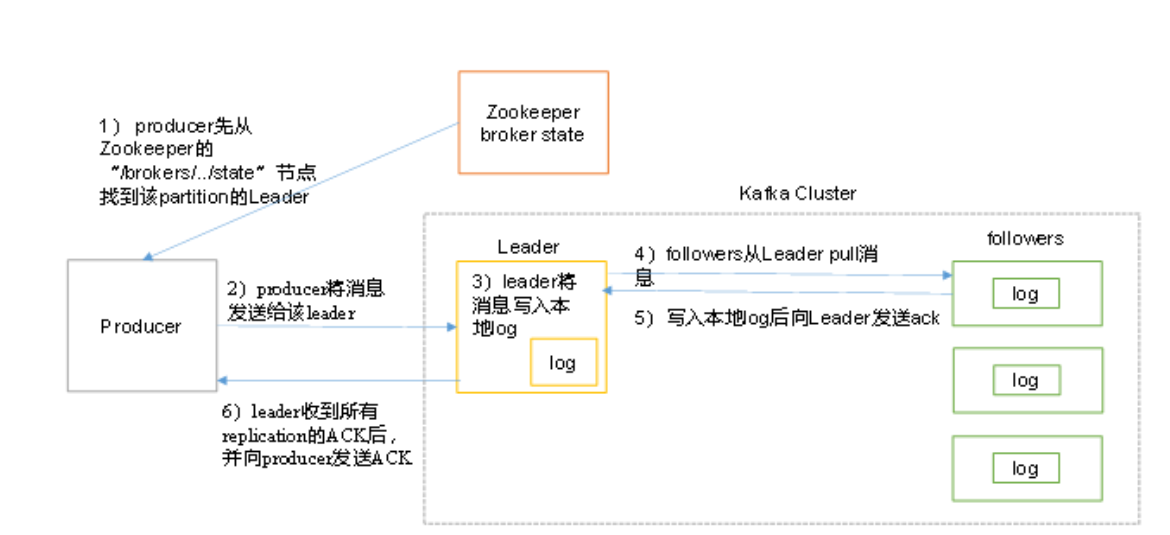 Zookeeper
broker state
1） producer先从
Zookeeper的
“/brokers/../state” 节点
找到该partition的Leader
Kafka Cluster
Leader
followers
Producer
2）producer将消息
发送给该leader
3）leader将
消息写入本
地log
log
4）followers从Leader pull消
息
5） 写入本地log后向Leader发送ack
log
log
log
6）leader收到所有
replication的ACK后，
并向producer发送ACK